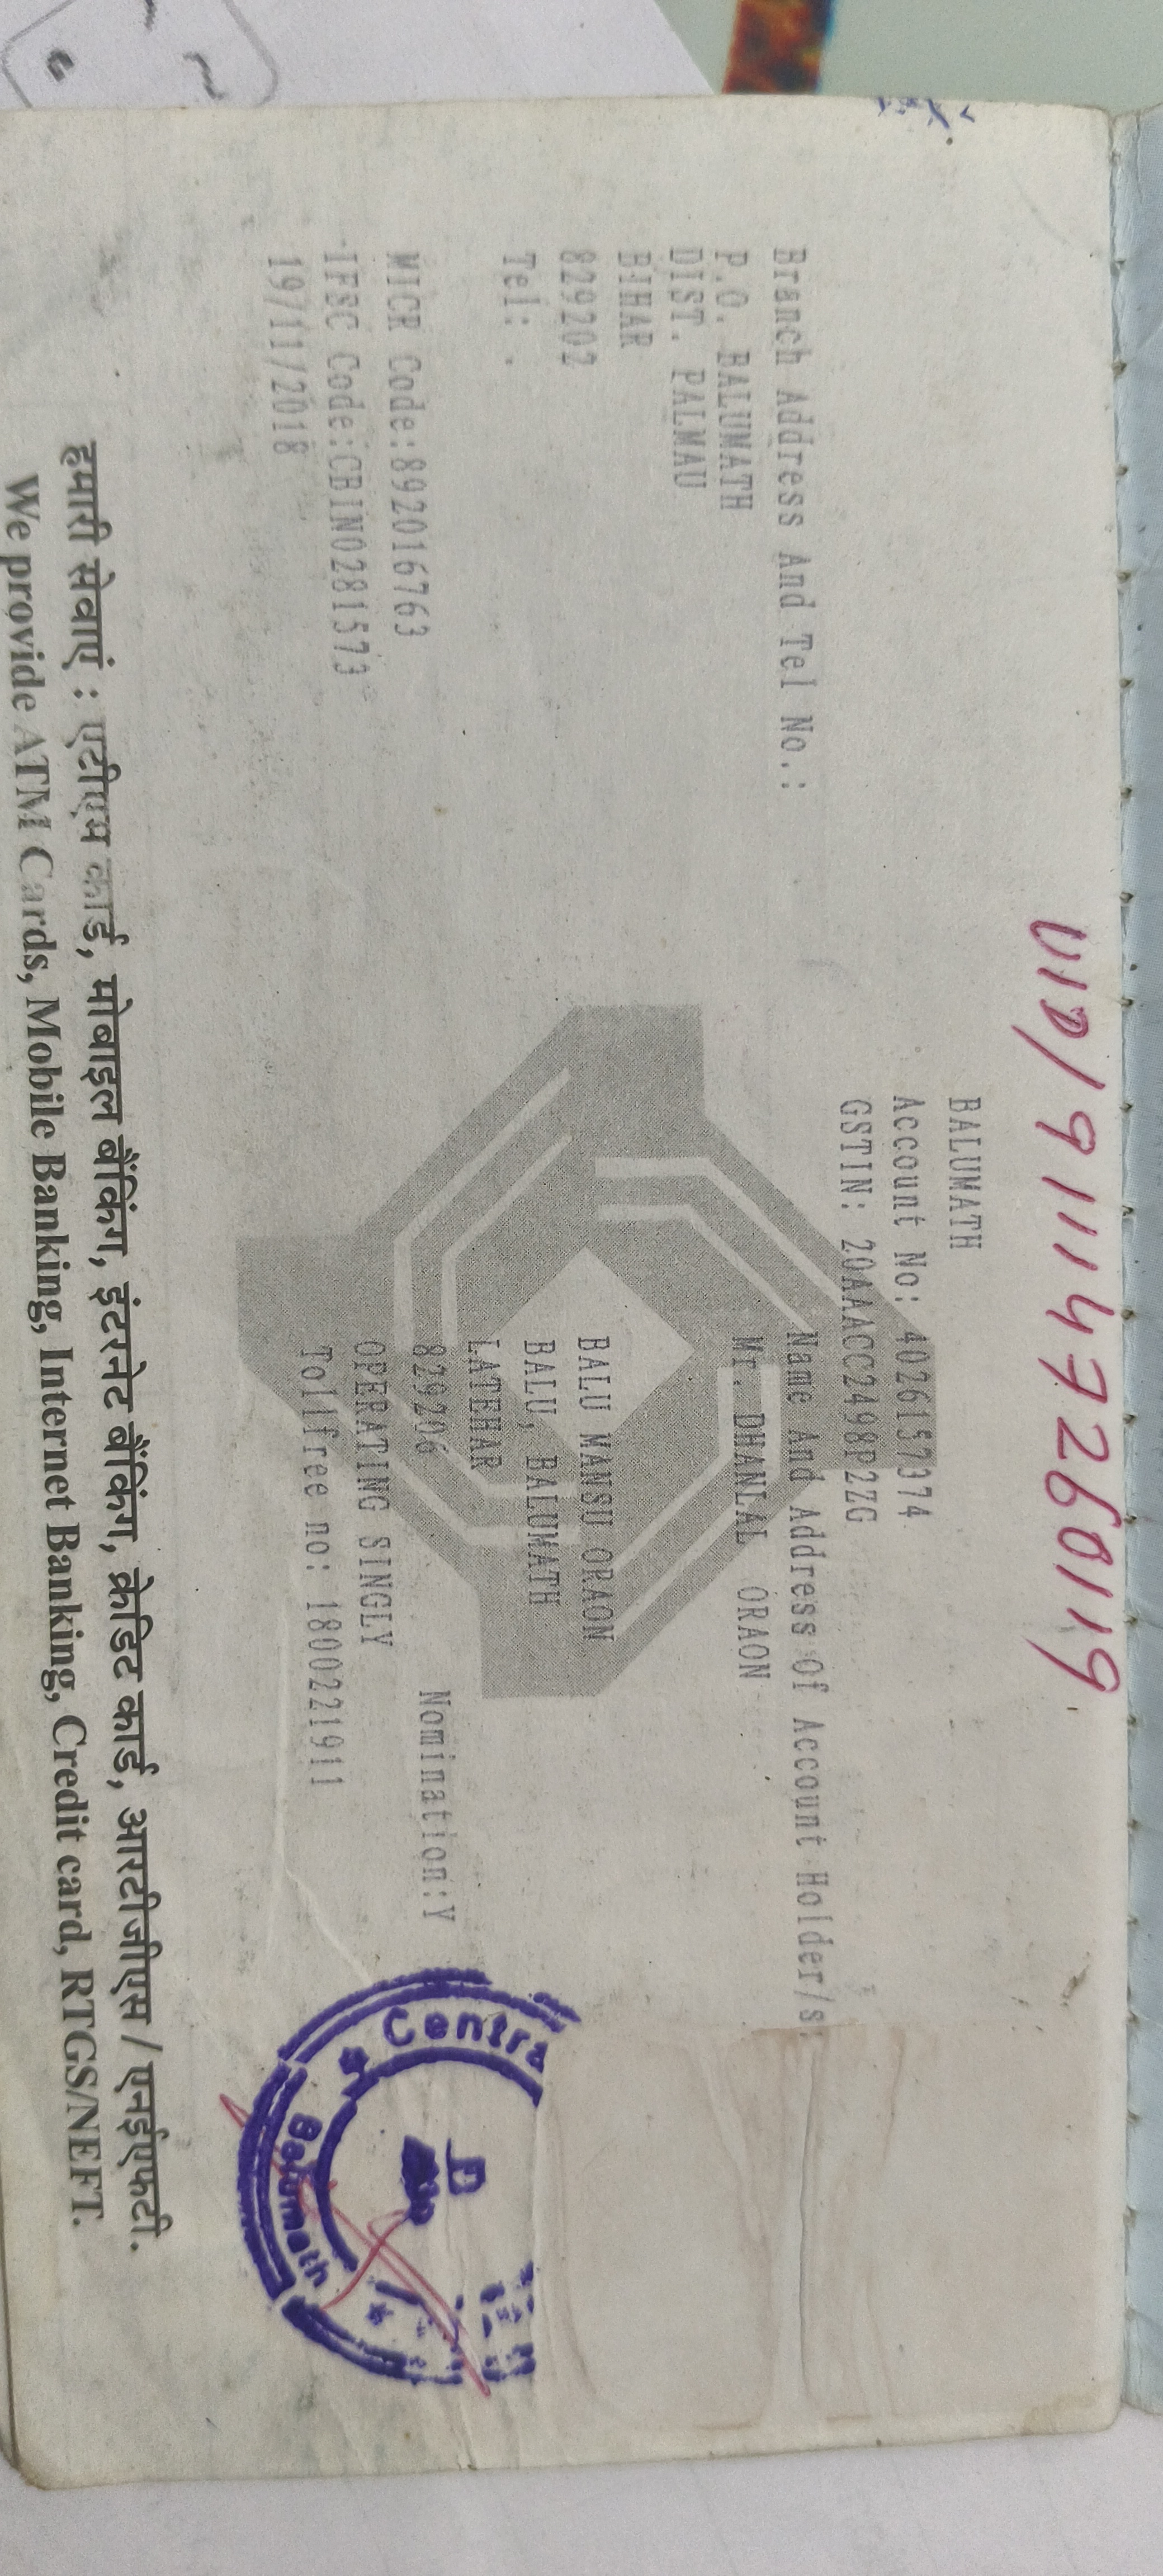 UID/911147260119
BALUMATH
Account No: 4026157374
GSTIN: 20AAACC2498P2ZG
Branch Address And Tel No.:
Name And Address Of Account Holder/s:
P.O. BALUMATH
Mr. DHANLAL ORAON
DIST. PALMAU
BIHAR
829202
BALU MANSU ORAON
Tel: .
BALU, BALUMATH
LATEHAR
MICR Code:892016763
829206
Nomination:Y
IFSC Code:CBIN0281573
OPERATING SINGLY
19/11/2018
Tollfree no: 1800221911
Centra
Balumath
हमारी सेवाएं : एटीएम कार्ड, मोबाइल बैंकिंग, इंटरनेट बैंकिंग, क्रेडिट कार्ड, आरटीजीएस / एनईएफटी.
We provide ATM Cards, Mobile Banking, Internet Banking, Credit card, RTGS/NEFT.